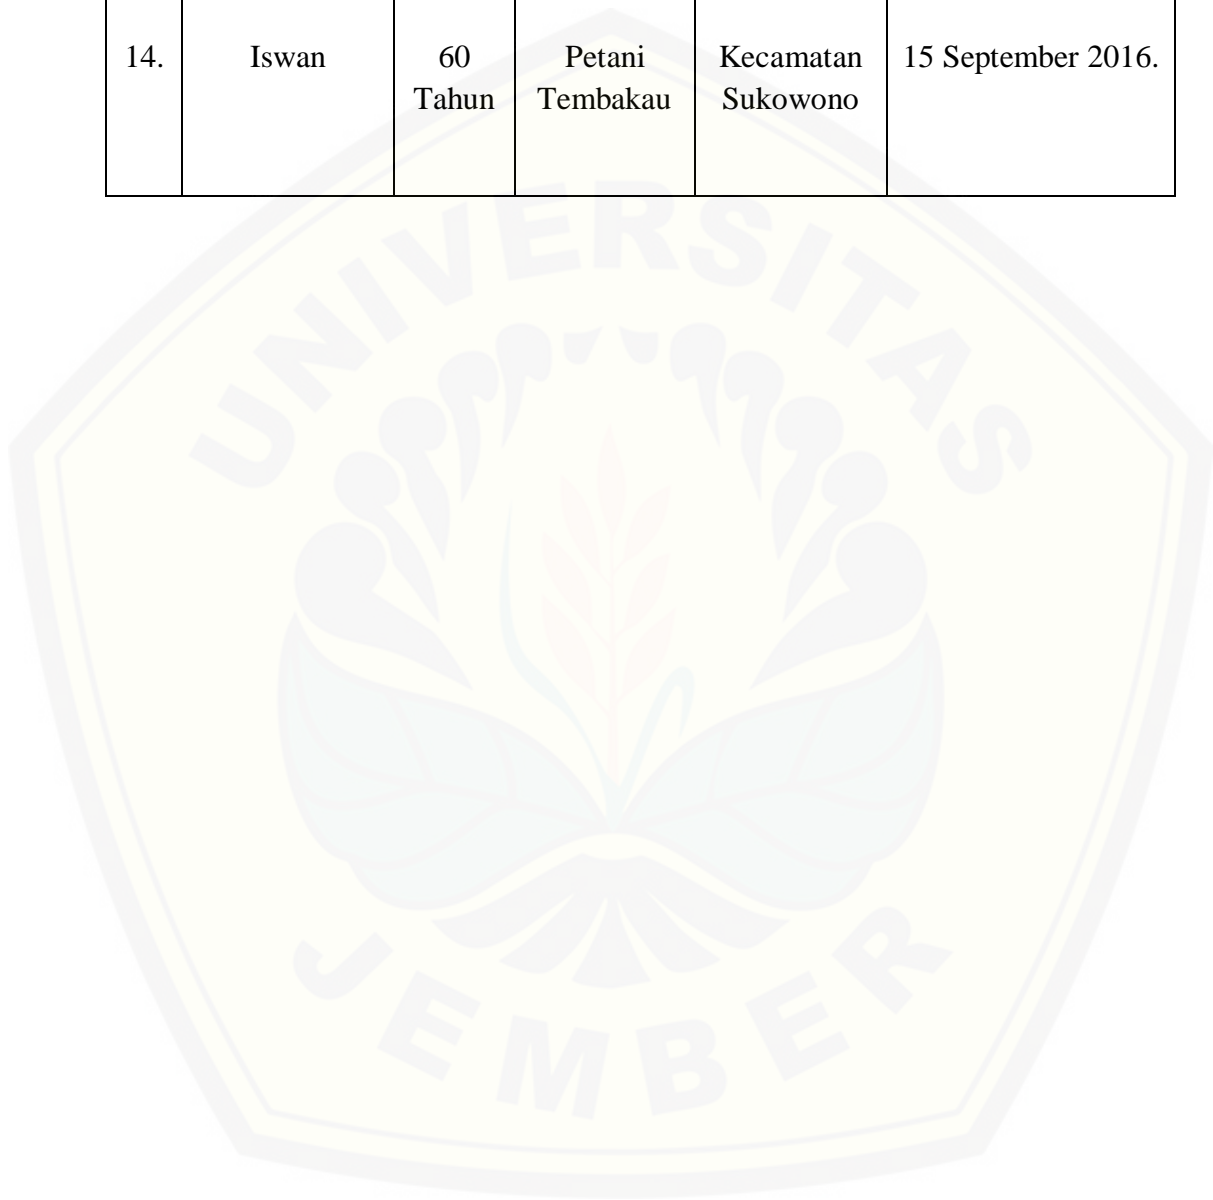 14. Iswan 60 Petani Kecamatan 15 September 2016.
Tahun Tembakau Sukowono
UNIVERSITAS
JEMBER